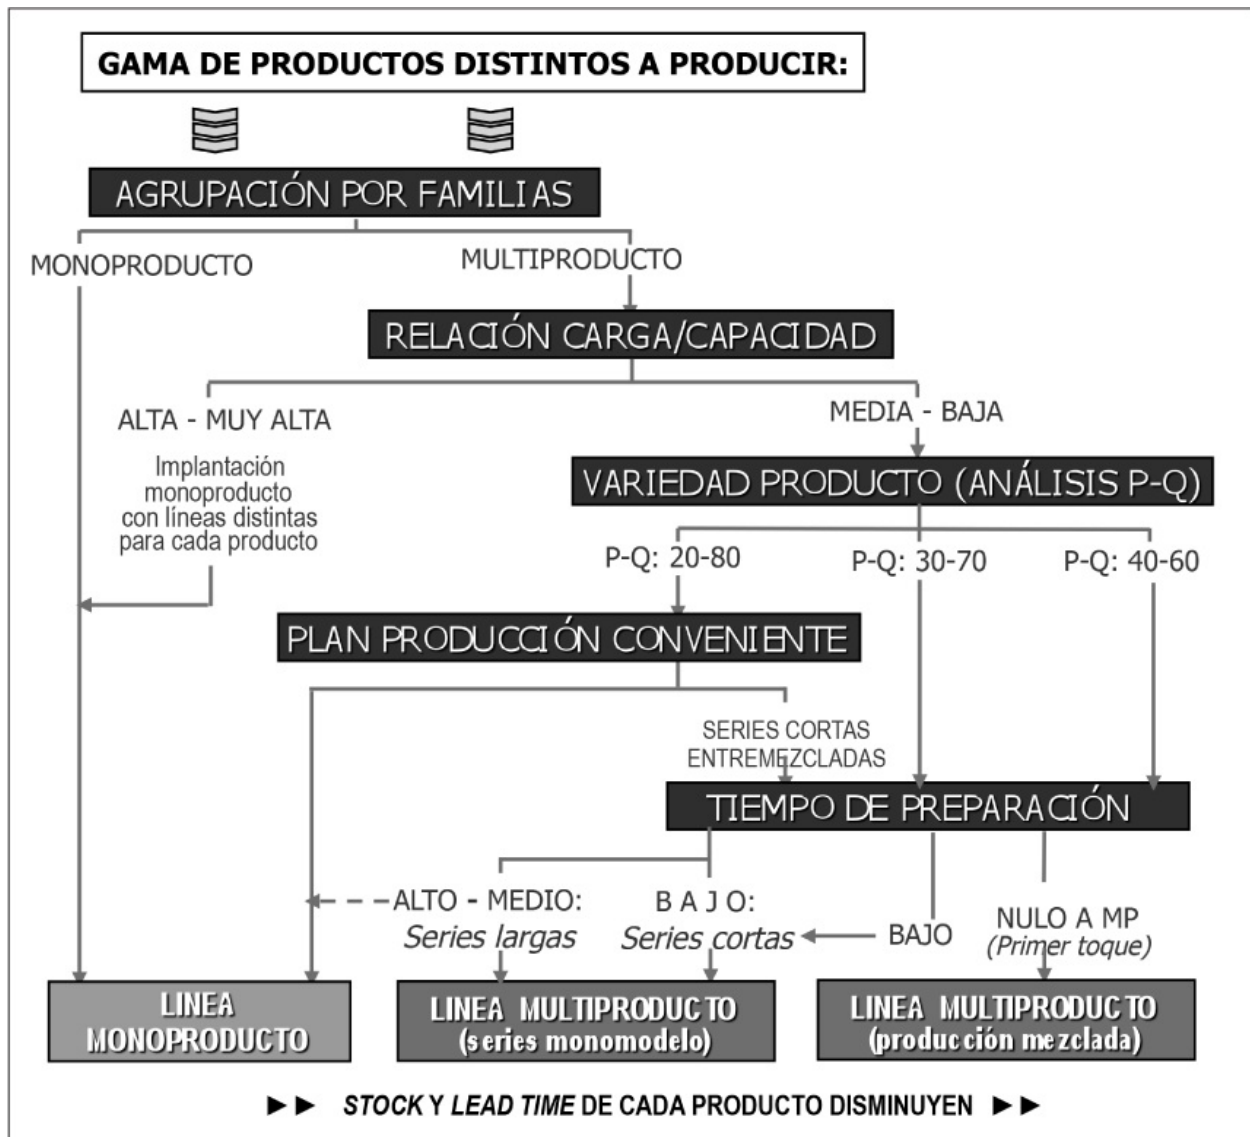 GAMA DE PRODUCTOS DISTINTOS A PRODUCIR:
AGRUPACIÓN POR FAMILIAS
MONOPRODUCTO
MULTIPRODUCTO
RELACIÓN CARGA/CAPACIDAD
ALTA - MUY ALTA
MEDIA - BAJA
Implantación
monoproducto
con líneas distintas
para cada producto
VARIEDAD PRODUCTO (ANÁLISIS P-Q)
P-Q: 20-80
P-Q: 30-70
P-Q: 40-60
PLAN PRODUCCIÓN CONVENIENTE
SERIES CORTAS
ENTREMEZCLADAS
TIEMPO DE PREPARACIÓN
ALTO - MEDIO:
Series largas
B A J O:
Series cortas
BAJO
NULO A MP
(Primer toque)
LINEA
MONOPRODUCTO
LINEA MULTIPRODUCTO
(series monomodelo)
LINEA MULTIPRODUCTO
(producción mezclada)
►► STOCK Y LEAD TIME DE CADA PRODUCTO DISMINUYEN ►►